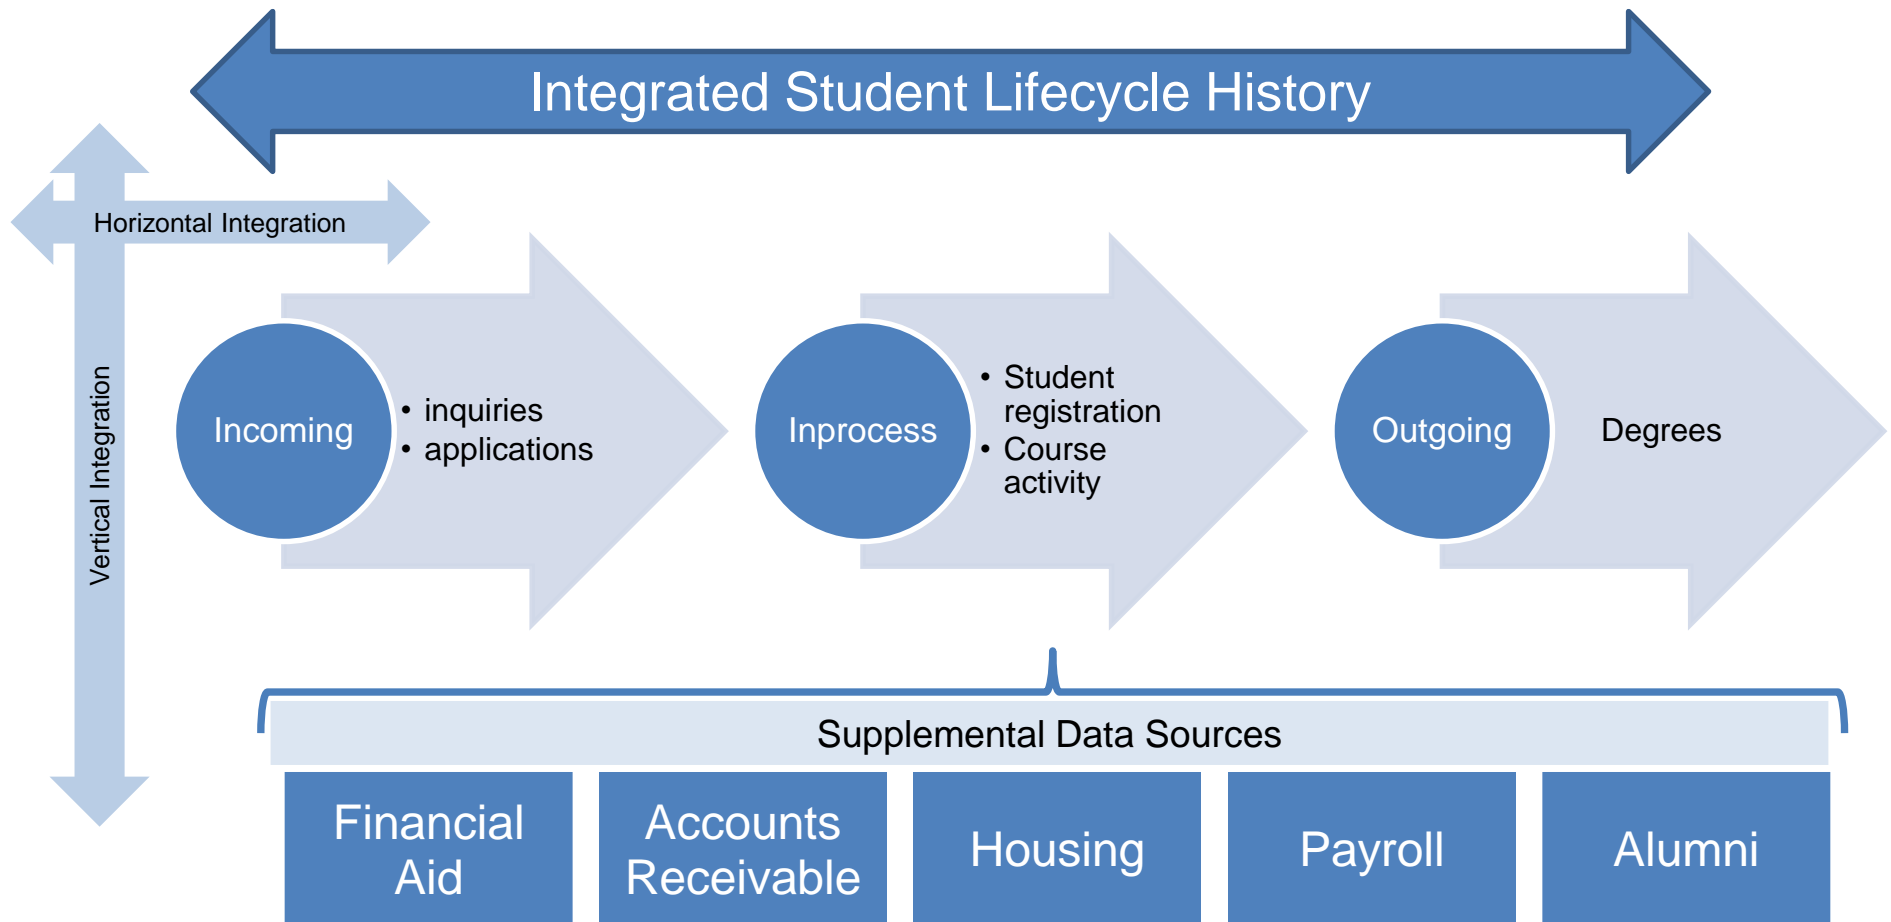 Integrated Student Lifecycle History
Horizontal Integration
Vertical Integration
Incoming
• inquiries
• applications
Inprocess
• Student
registration
• Course
activity
Outgoing
Degrees
Supplemental Data Sources
Financial
Aid
Accounts
Receivable
Housing
Payroll
Alumni